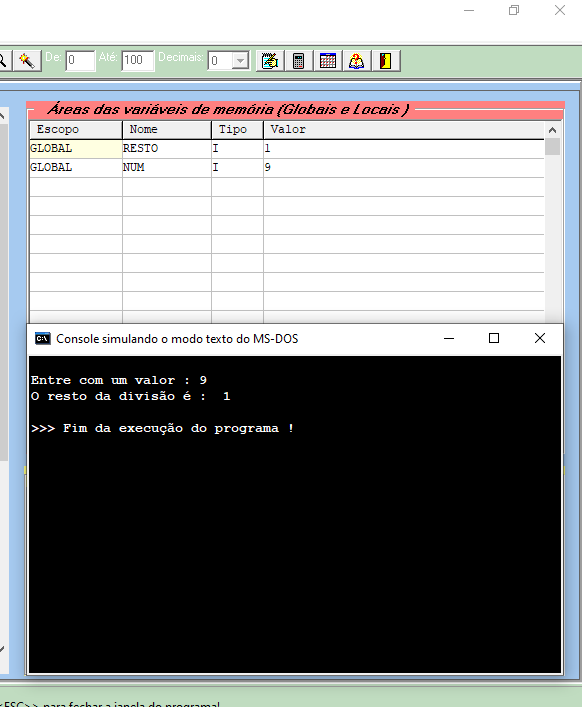 De: 0 Até: 100 Decimais: 0
Áreas das variáveis de memória (Globais e Locais )
Escopo Nome Tipo Valor
GLOBAL RESTO I 1
GLOBAL NUM I 9
Console simulando o modo texto do MS-DOS
Entre com um valor : 9
O resto da divisão é : 1
>>> Fim da execução do programa !
<ESC>> para fechar a janela do programa!